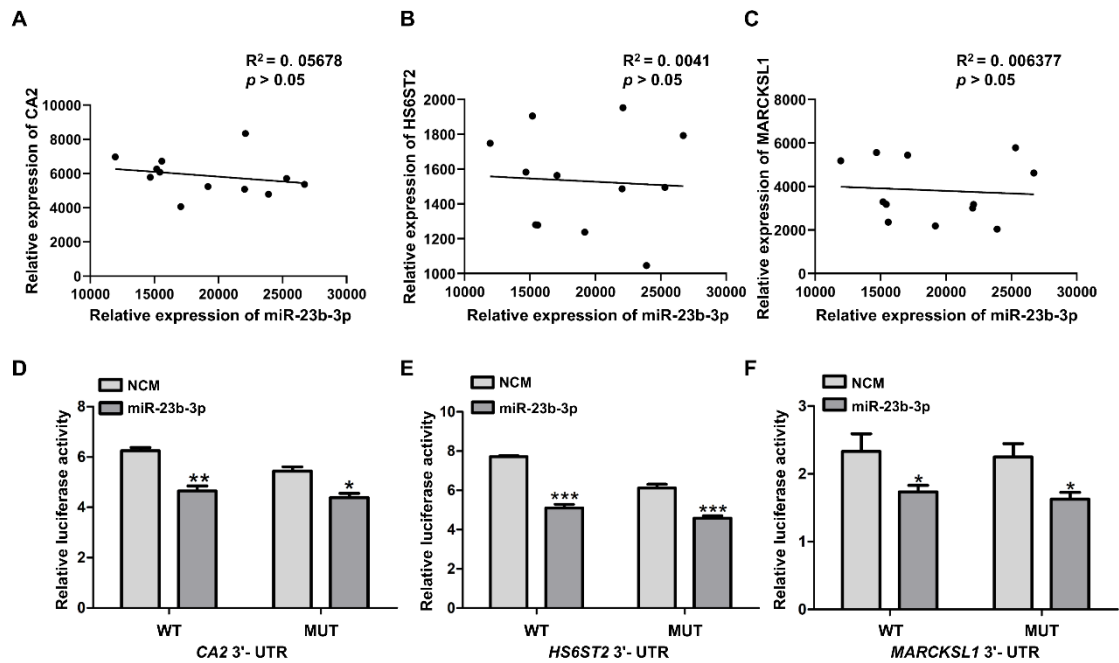 A
B
C
R² = 0. 05678
p > 0.05
R² = 0. 0041
p > 0.05
R² = 0. 006377
p > 0.05
Relative expression of CA2
10000
8000
6000
4000
2000
0
10000 15000 20000 25000 30000
Relative expression of miR-23b-3p
Relative expression of HS6ST2
2000
1800
1600
1400
1200
1000
10000 15000 20000 25000 30000
Relative expression of miR-23b-3p
Relative expression of MARCKSL1
8000
6000
4000
2000
0
10000 15000 20000 25000 30000
Relative expression of miR-23b-3p
D
NCM
miR-23b-3p
Relative luciferase activity
8
6
4
2
0
**
*
WT MUT
CA2 3'- UTR
E
NCM
miR-23b-3p
Relative luciferase activity
10
8
6
4
2
0
***
***
WT MUT
HS6ST2 3'- UTR
F
NCM
miR-23b-3p
Relative luciferase activity
3
2
1
0
*
*
WT MUT
MARCKSL1 3'- UTR